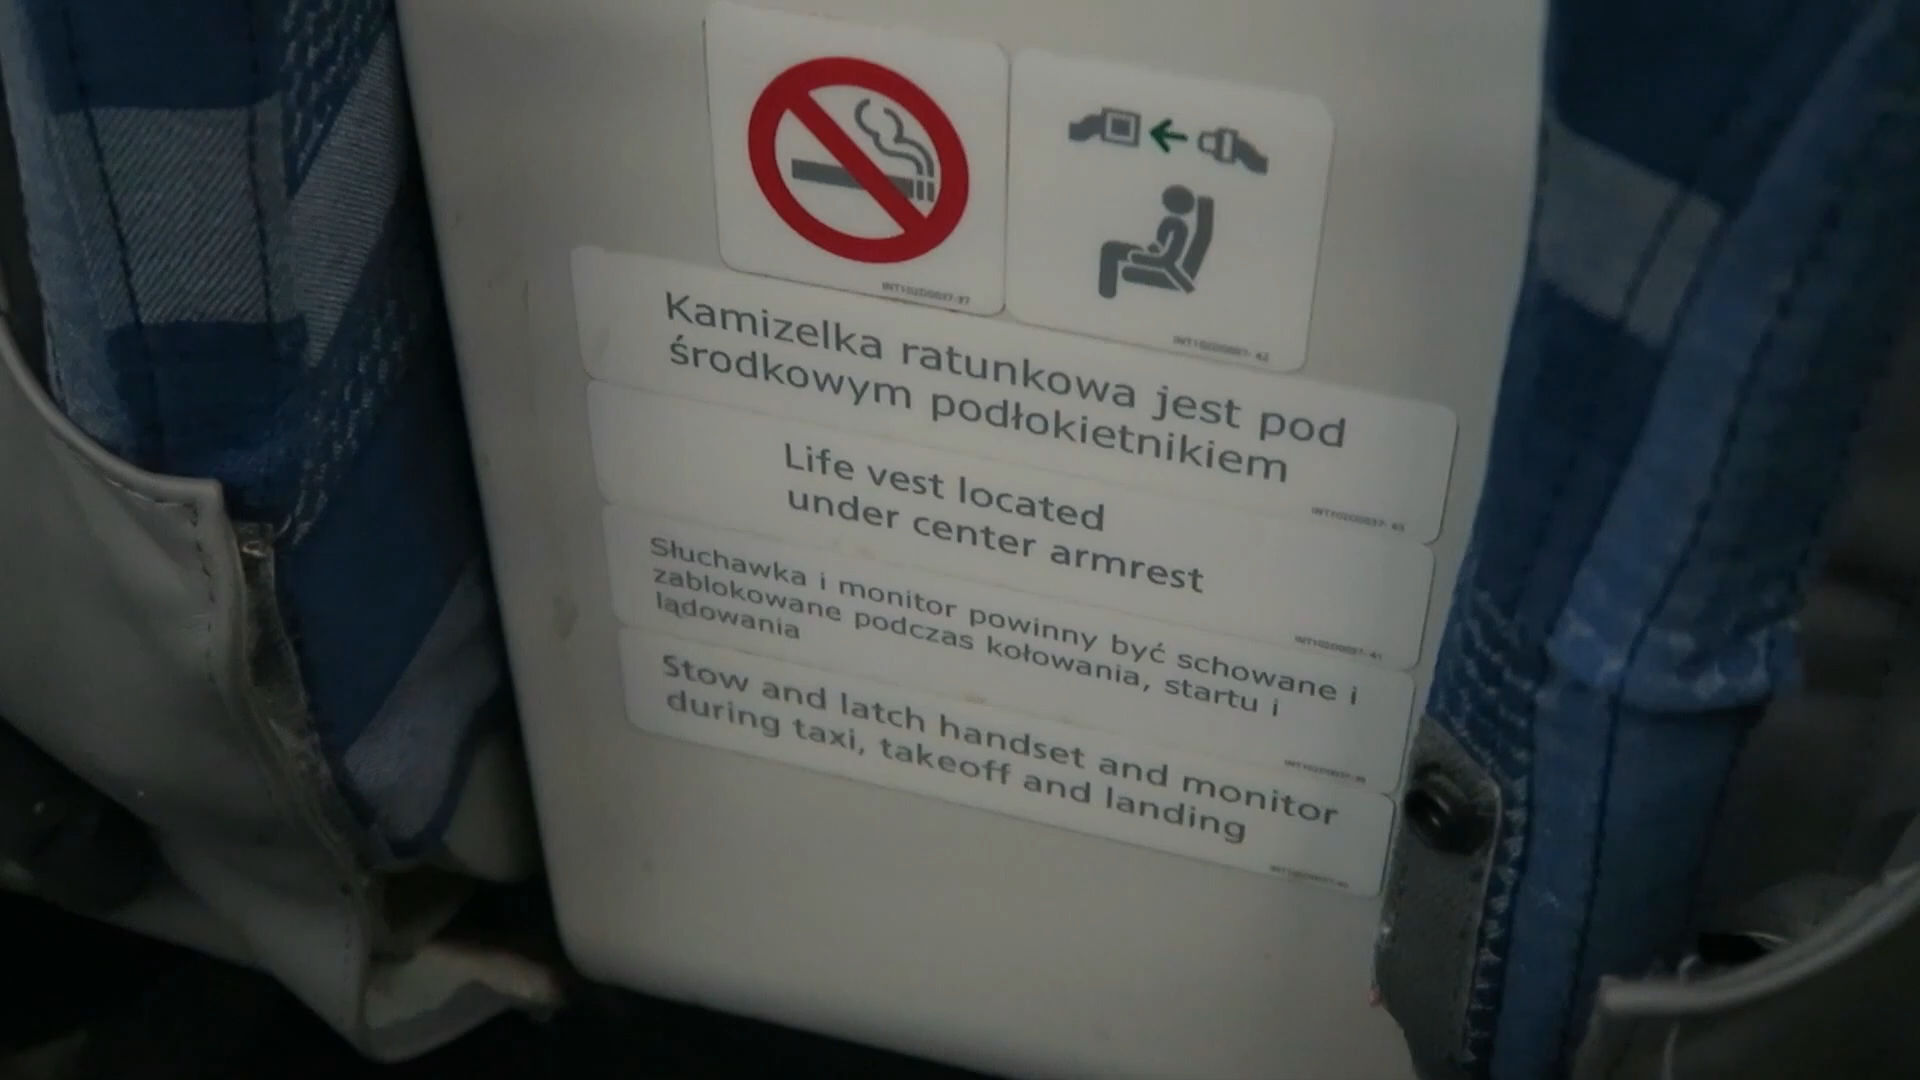 Kamizelka ratunkowa jest pod
środkowym podłokietnikiem
Life vest located
under center armrest
Słuchawka i monitor powinny być schowane i
zablokowane podczas kołowania, startu i
lądowania
Stow and latch handset and monitor
during taxi, takeoff and landing